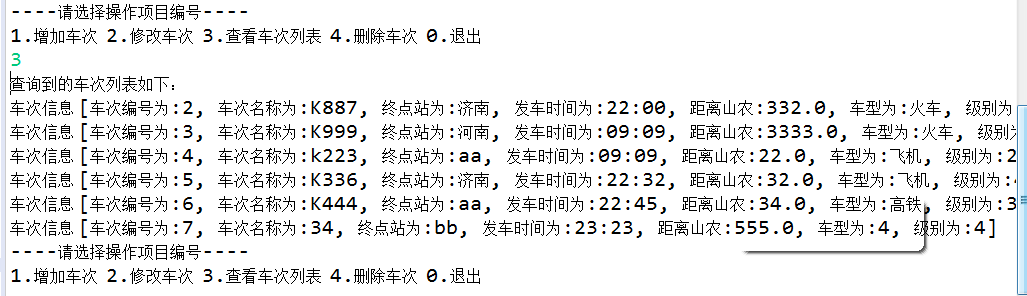 ----请选择操作项目编号----
1.增加车次 2.修改车次 3.查看车次列表 4.删除车次 0.退出
3
查询到的车次列表如下:
车次信息[车次编号为:2, 车次名称为:K887, 终点站为:济南, 发车时间为:22:00, 距离山农:332.0, 车型为:火车, 级别为
车次信息[车次编号为:3, 车次名称为:K999, 终点站为:河南, 发车时间为:09:09, 距离山农:3333.0, 车型为:火车, 级别
车次信息[车次编号为:4, 车次名称为:k223, 终点站为:aa, 发车时间为:09:09, 距离山农:22.0, 车型为:飞机, 级别为:2
车次信息[车次编号为:5, 车次名称为:K336, 终点站为:济南, 发车时间为:22:32, 距离山农:32.0, 车型为:飞机, 级别为:
车次信息[车次编号为:6, 车次名称为:K444, 终点站为:aa, 发车时间为:22:45, 距离山农:34.0, 车型为:高铁, 级别为:3
车次信息[车次编号为:7, 车次名称为:34, 终点站为:bb, 发车时间为:23:23, 距离山农:555.0, 车型为:4, 级别为:4]
----请选择操作项目编号----
1.增加车次 2.修改车次 3.查看车次列表 4.删除车次 0.退出